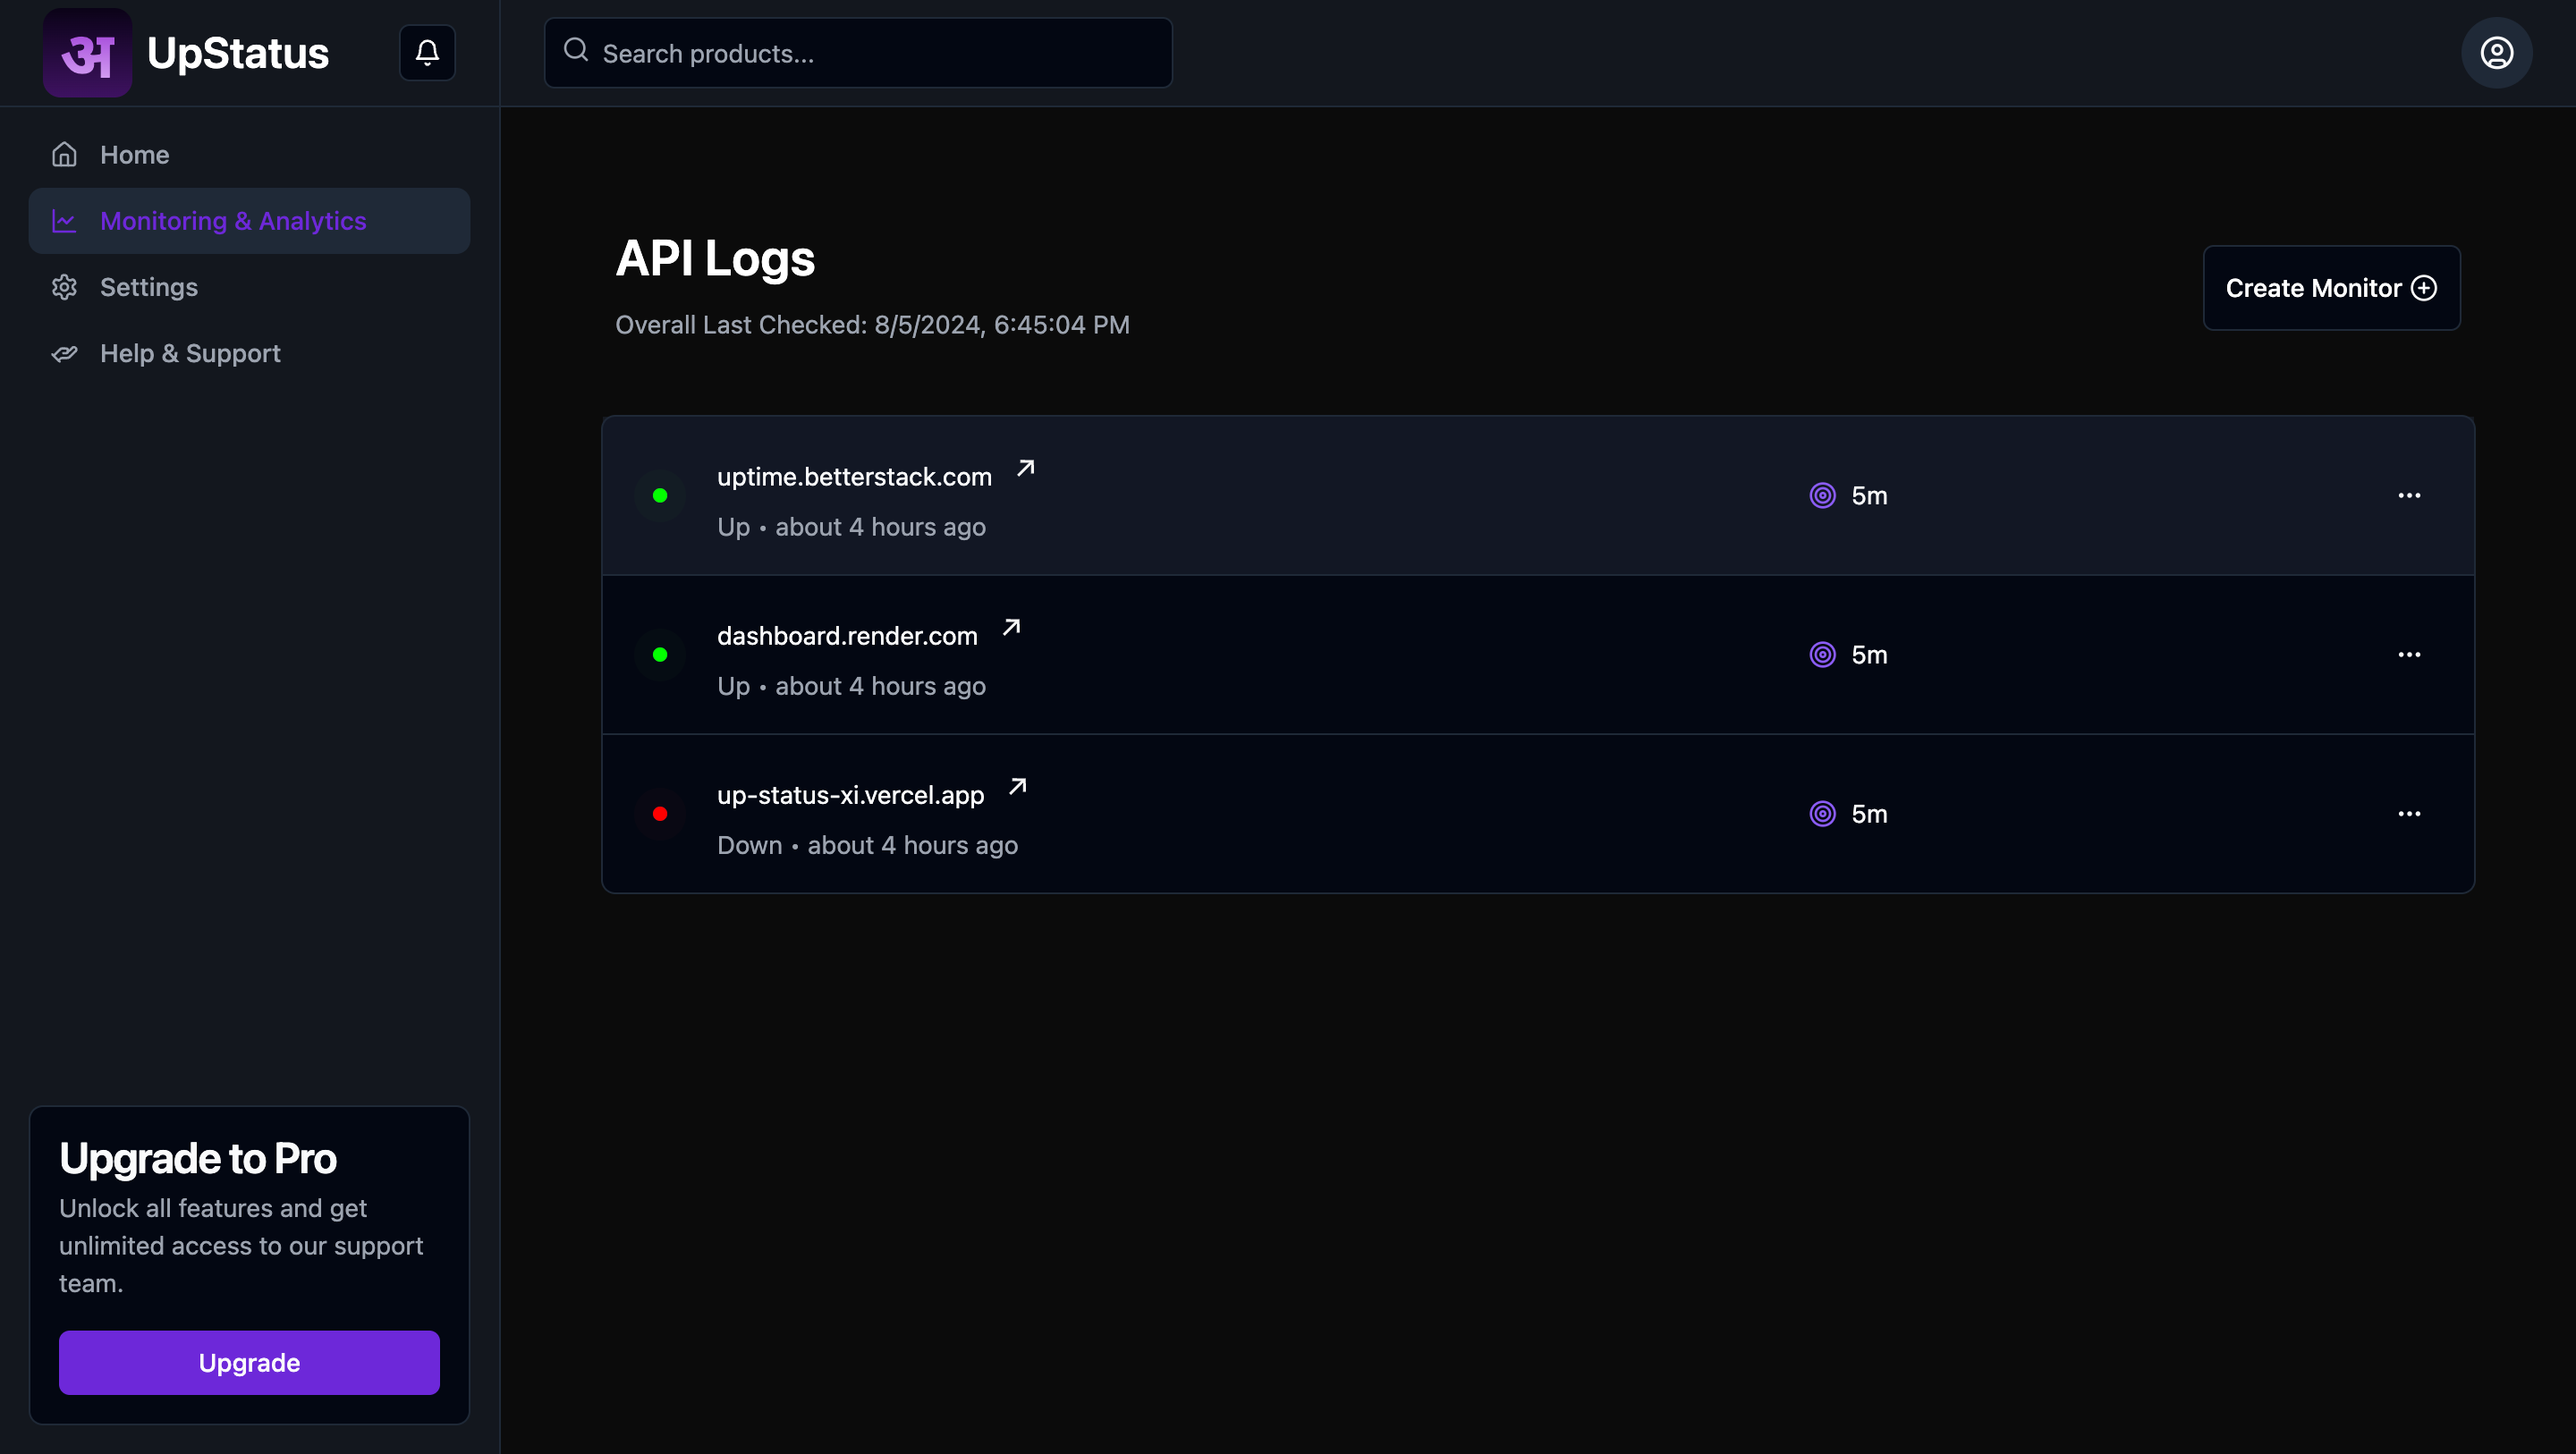 अ UpStatus
Search products...
Home
Monitoring & Analytics
Settings
Help & Support
API Logs
Overall Last Checked: 8/5/2024, 6:45:04 PM
Create Monitor
uptime.betterstack.com
Up • about 4 hours ago
5m
dashboard.render.com
Up • about 4 hours ago
5m
up-status-xi.vercel.app
Down • about 4 hours ago
5m
Upgrade to Pro
Unlock all features and get
unlimited access to our support
team.
Upgrade